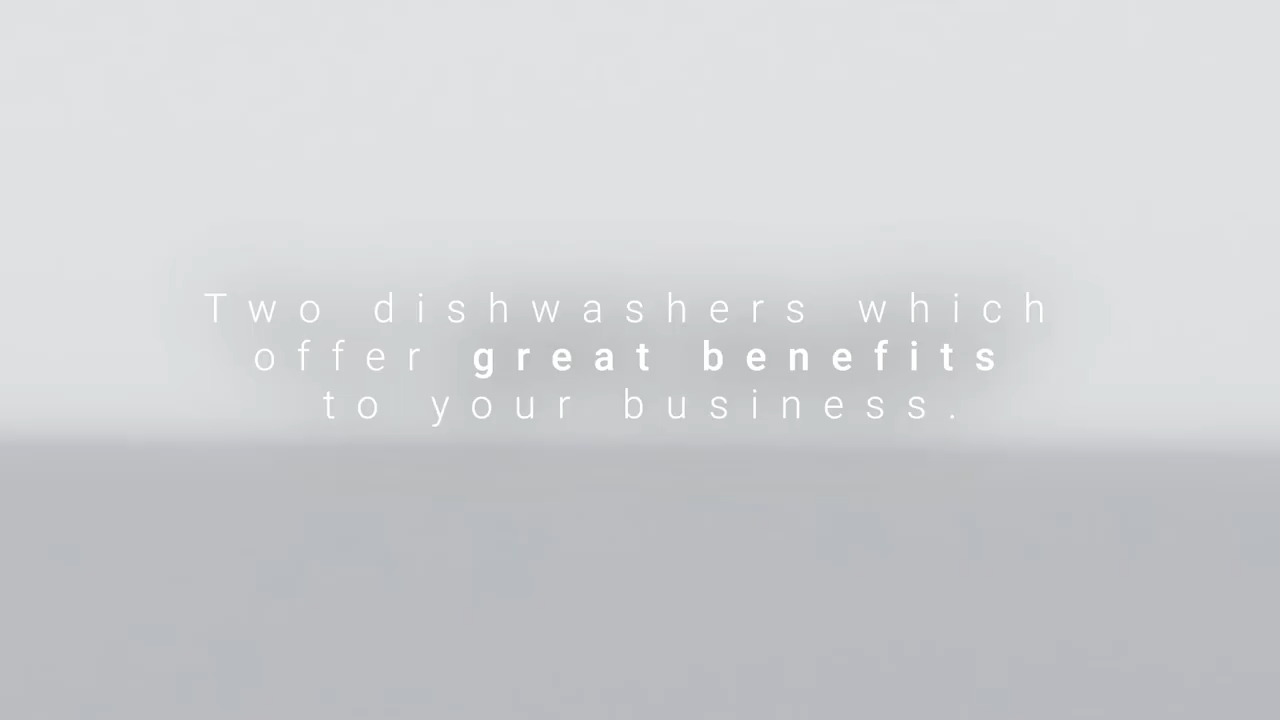 Two dishwashers which
offer great benefits
to your business.